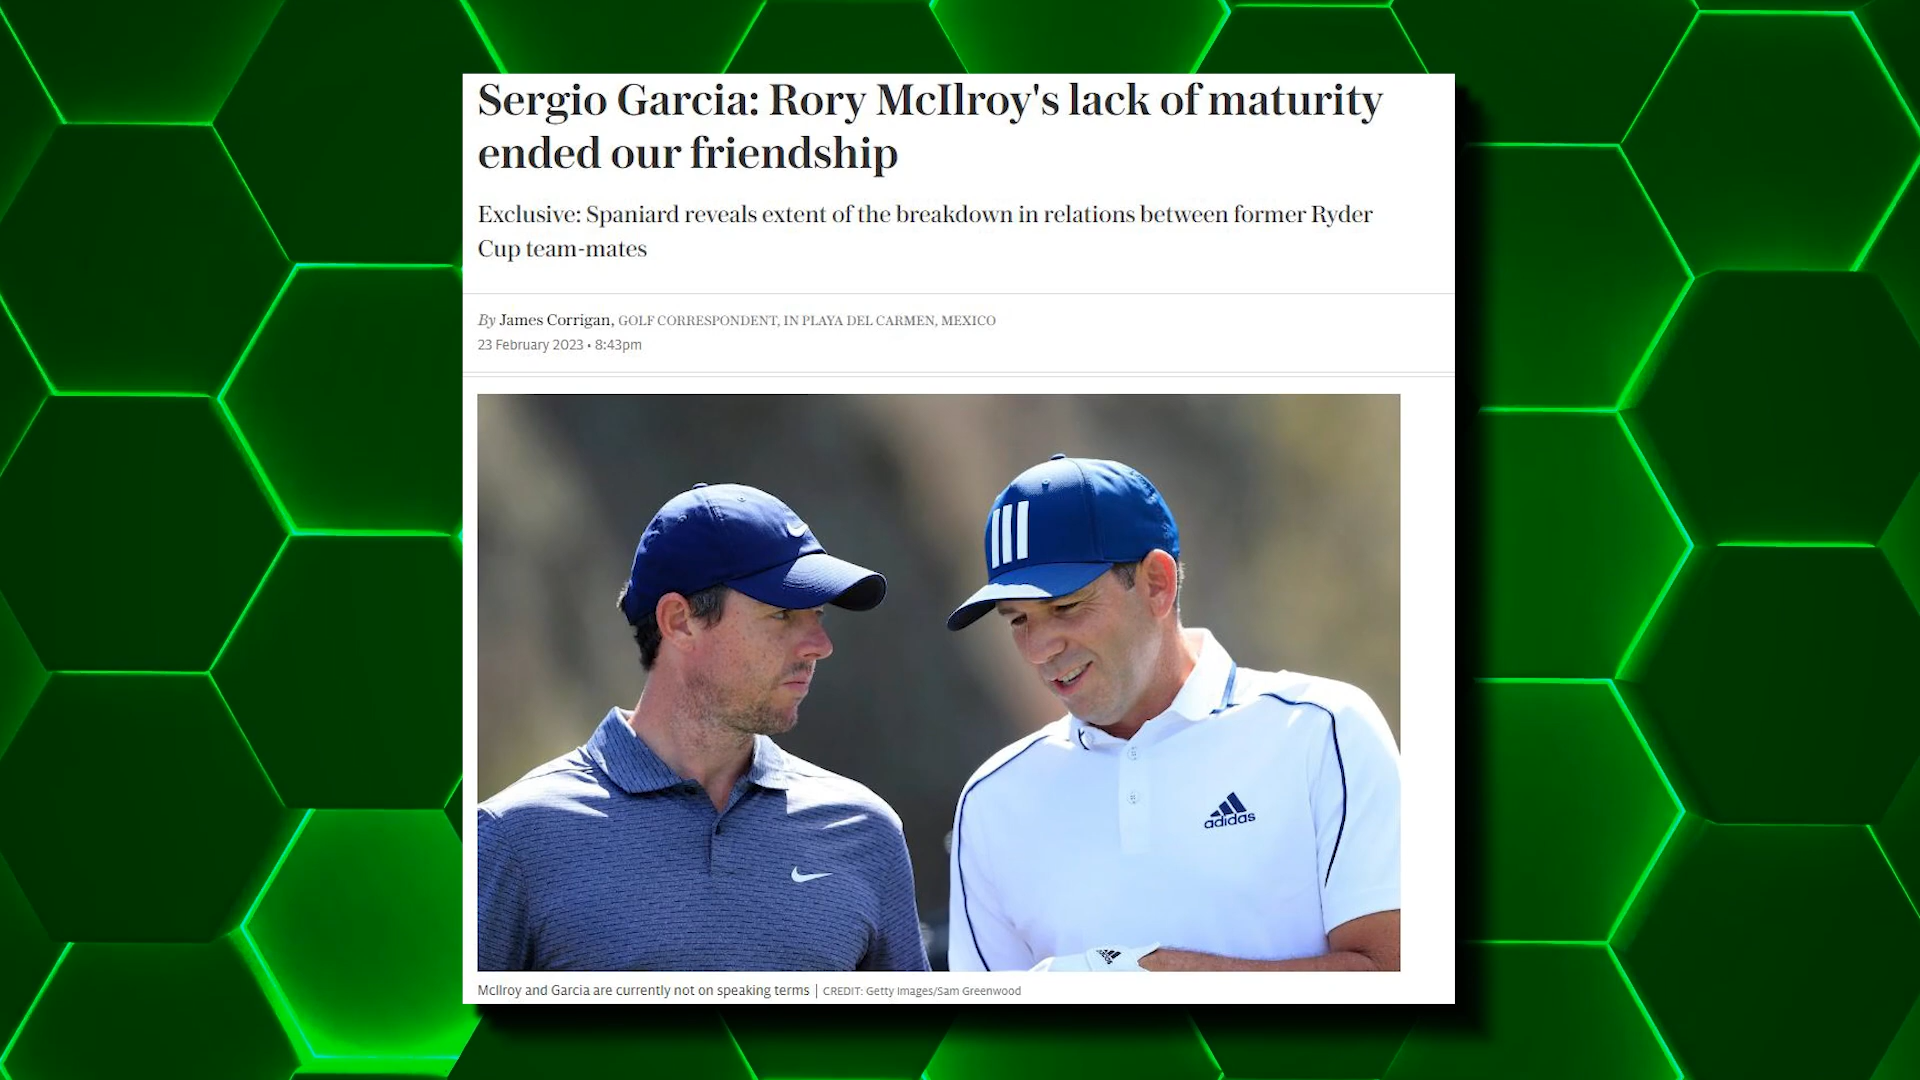 Sergio Garcia: Rory McIlroy's lack of maturity
ended our friendship
Exclusive: Spaniard reveals extent of the breakdown in relations between former Ryder
Cup team-mates
By James Corrigan, GOLF CORRESPONDENT, IN PLAYA DEL CARMEN, MEXICO
23 February 2023 • 8:43pm
adidas
adidas
McIlroy and Garcia are currently not on speaking terms | CREDIT: Getty Images/Sam Greenwood